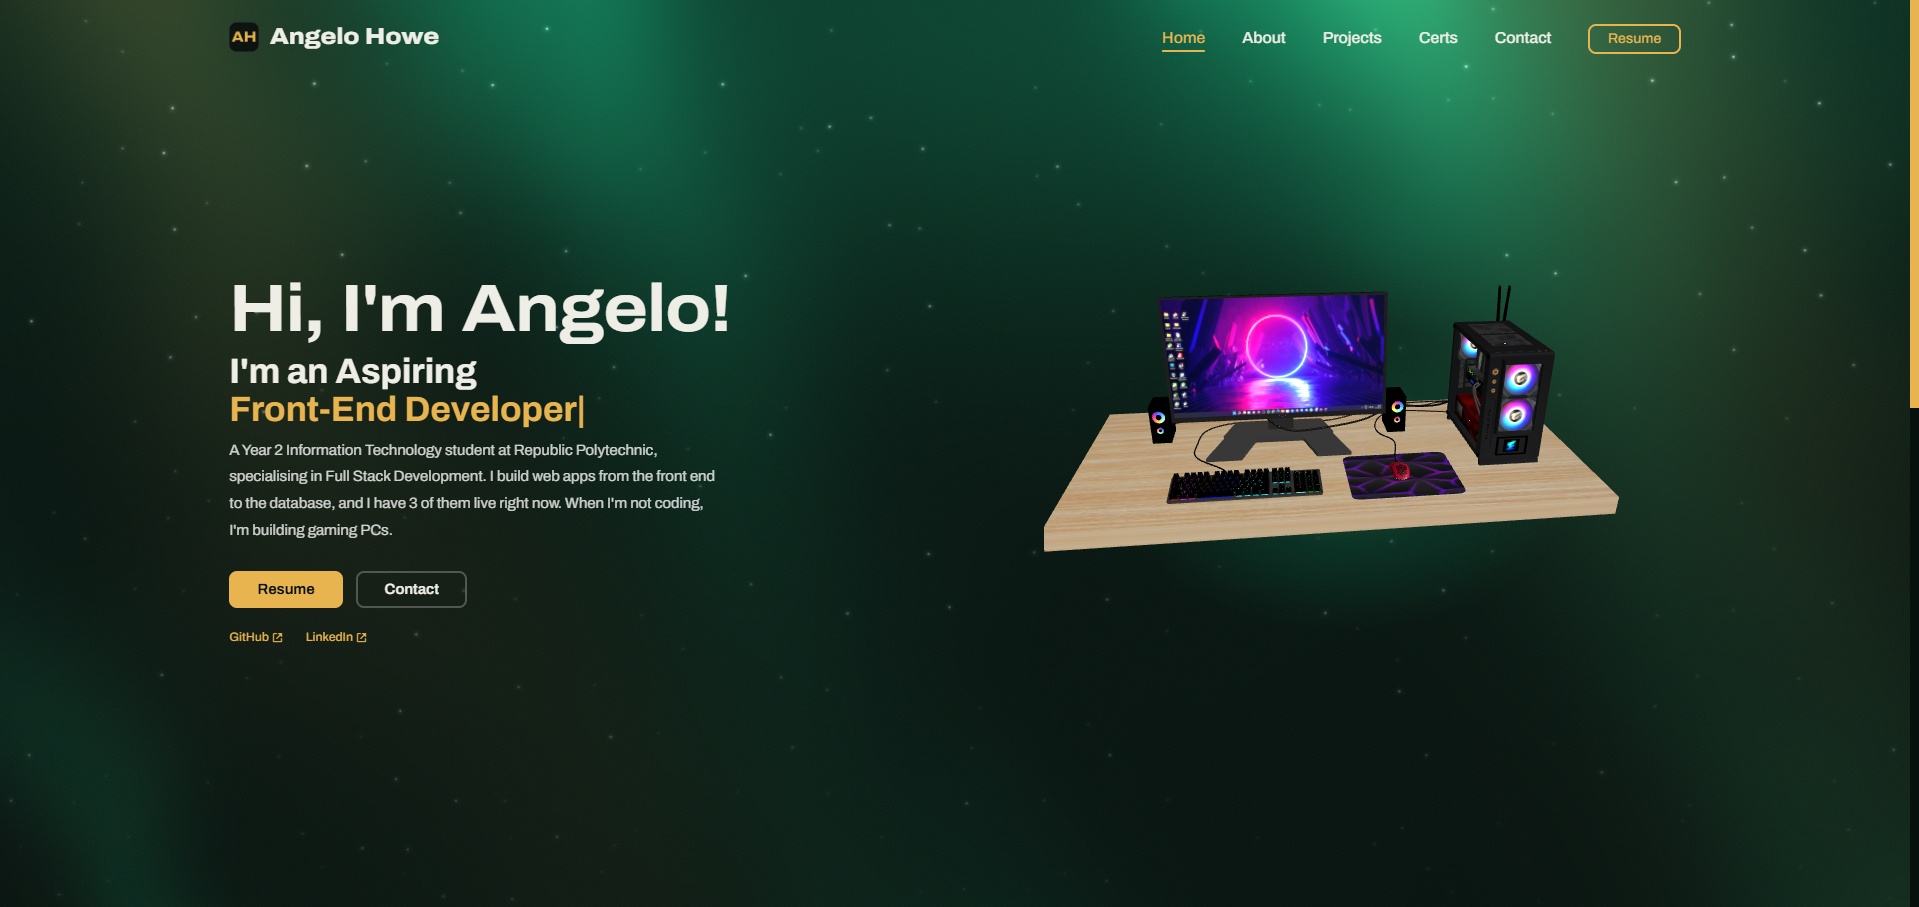 AH Angelo Howe
Home About Projects Certs Contact Resume
Hi, I'm Angelo!
I'm an Aspiring
Front-End Developer|
A Year 2 Information Technology student at Republic Polytechnic,
specialising in Full Stack Development. I build web apps from the front end
to the database, and I have 3 of them live right now. When I'm not coding,
I'm building gaming PCs.
Resume Contact
GitHub LinkedIn